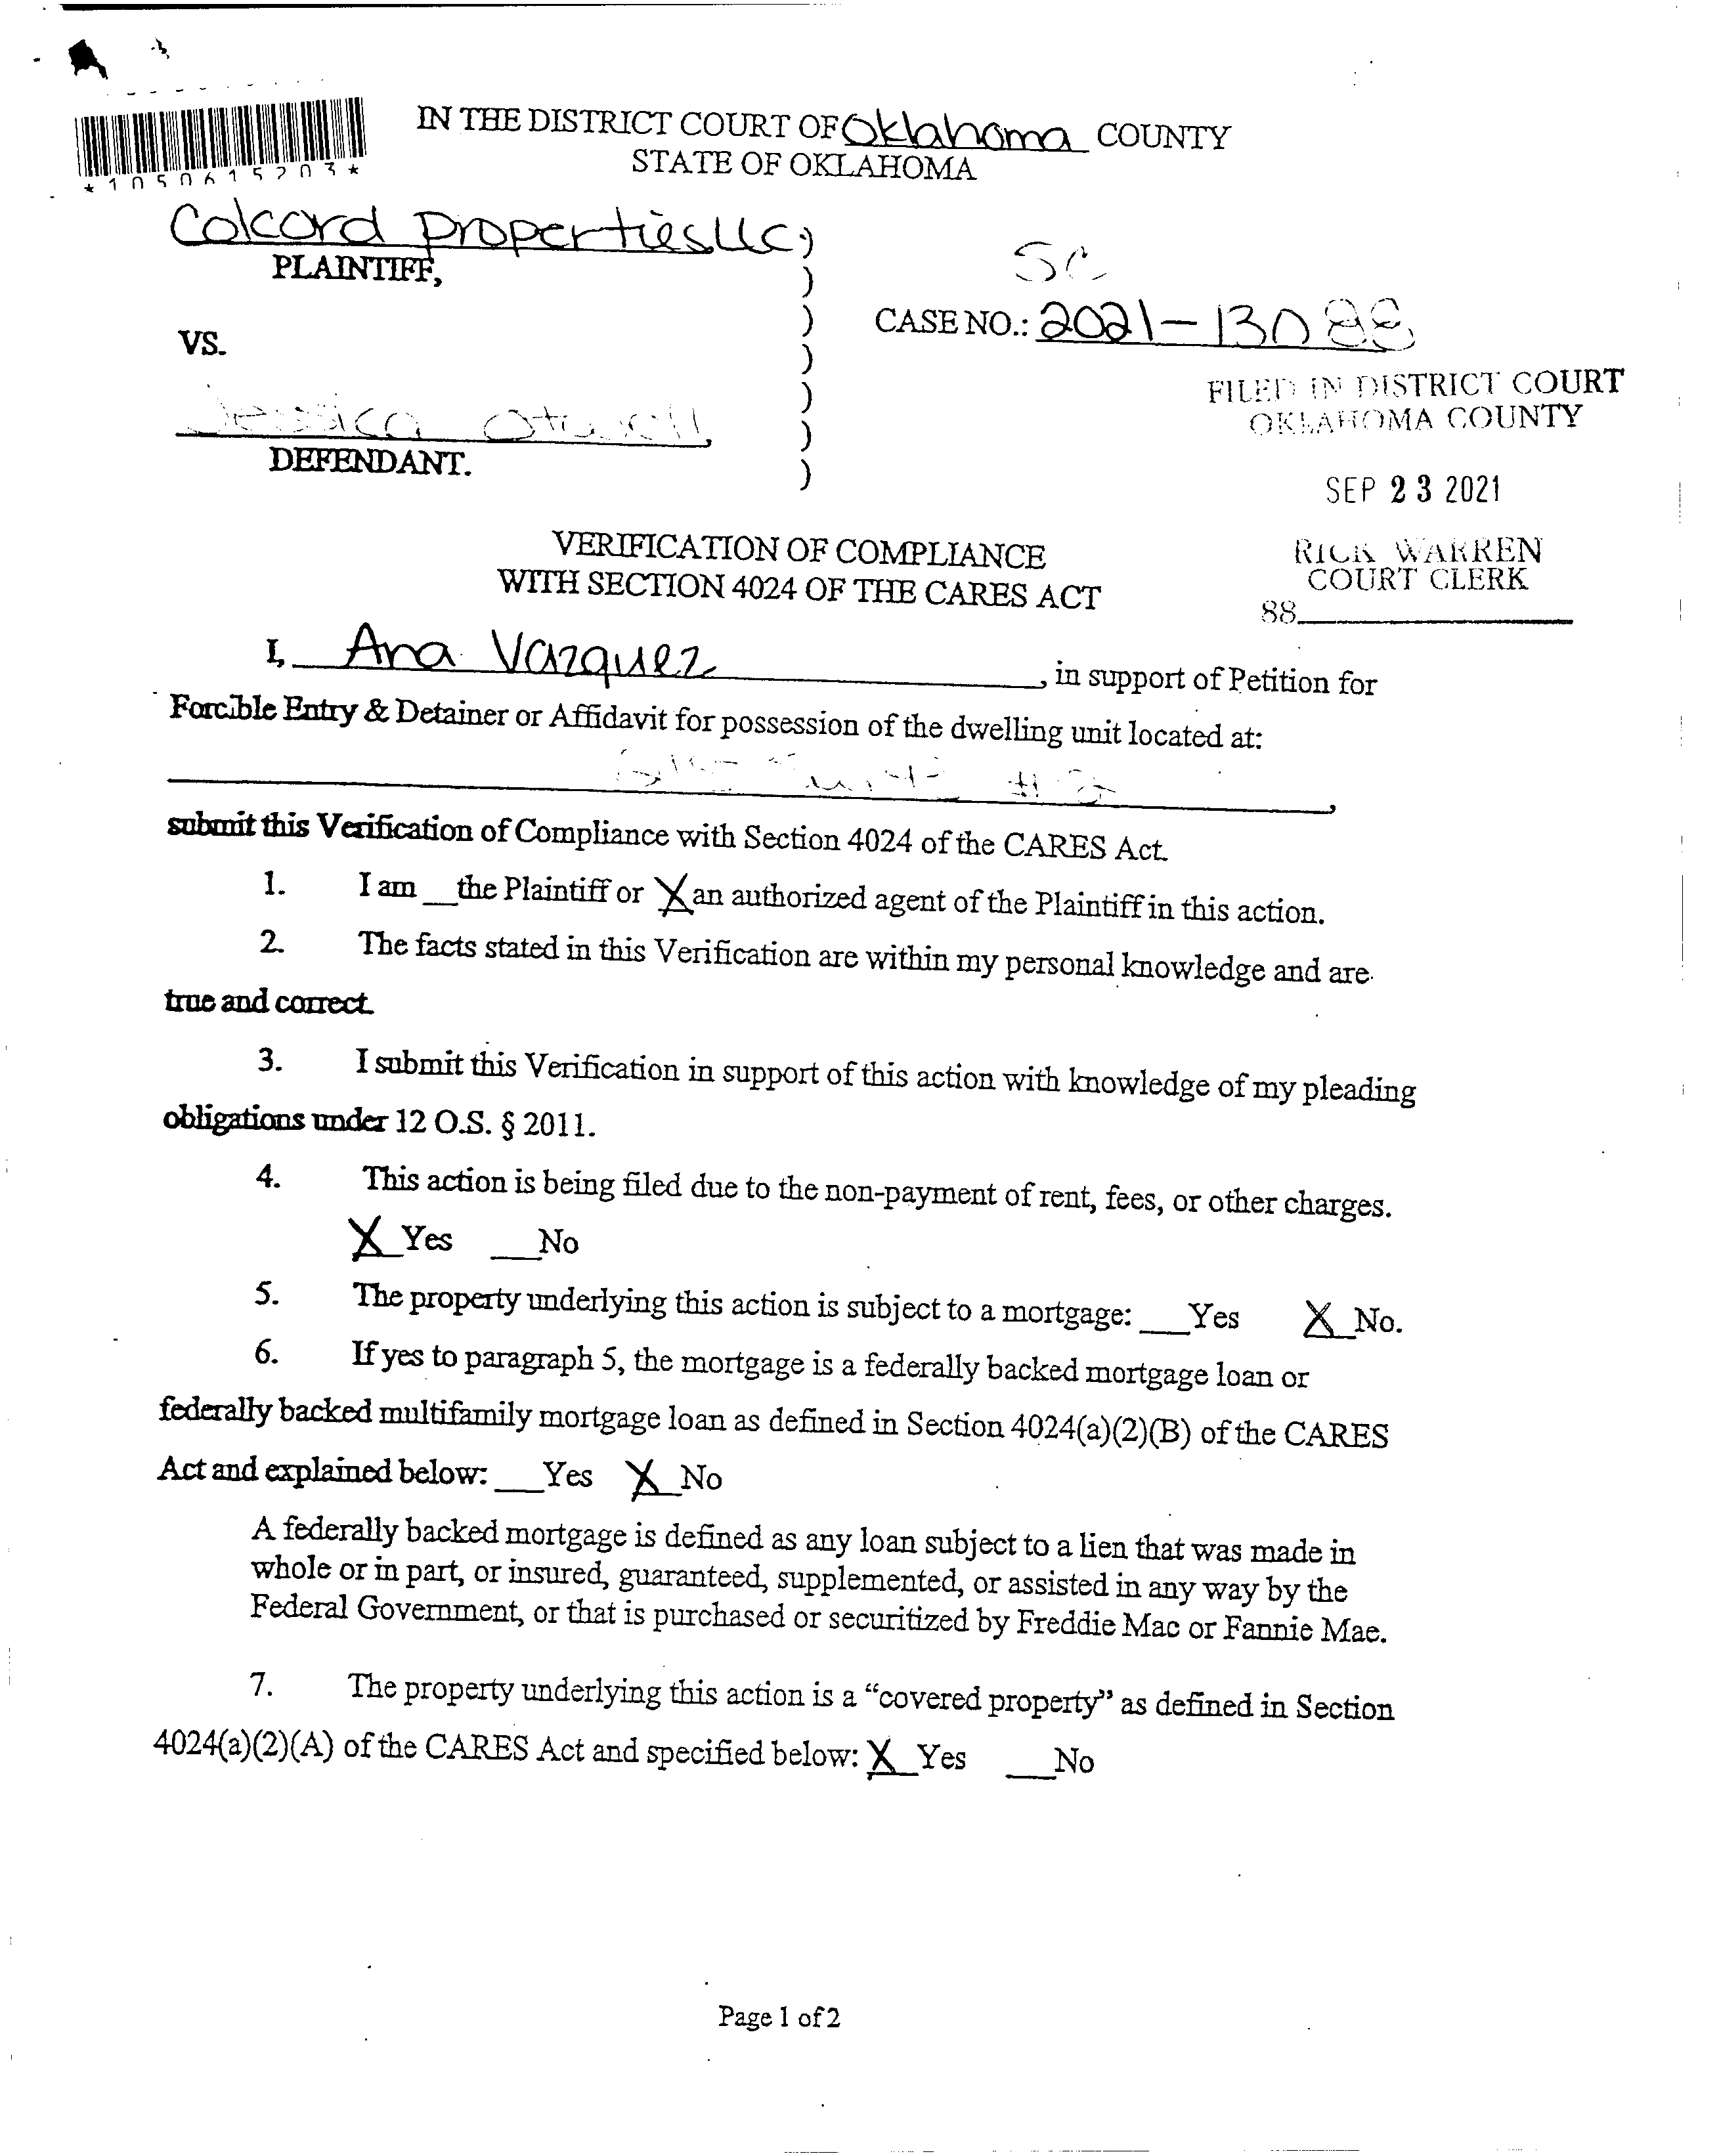 IN THE DISTRICT COURT OF Oklahoma COUNTY
STATE OF OKLAHOMA
*1050615203*
Colcord Properties LLC )
PLAINTIFF, )
SC
VS. )
CASE NO.: 2021-13088
Jessica Otwell, )
DEFENDANT. )
FILED IN DISTRICT COURT
OKLAHOMA COUNTY
SEP 23 2021
RICK WARREN
COURT CLERK
88
VERIFICATION OF COMPLIANCE
WITH SECTION 4024 OF THE CARES ACT
I, Ana Vazquez, in support of Petition for
Forcible Entry & Detainer or Affidavit for possession of the dwelling unit located at:
submit this Verification of Compliance with Section 4024 of the CARES Act.
1. I am __the Plaintiff or X an authorized agent of the Plaintiff in this action.
2. The facts stated in this Verification are within my personal knowledge and are
true and correct.
3. I submit this Verification in support of this action with knowledge of my pleading
obligations under 12 O.S. § 2011.
4. This action is being filed due to the non-payment of rent, fees, or other charges.
X Yes __No
5. The property underlying this action is subject to a mortgage: __Yes X No.
6. If yes to paragraph 5, the mortgage is a federally backed mortgage loan or
federally backed multifamily mortgage loan as defined in Section 4024(a)(2)(B) of the CARES
Act and explained below: __Yes X No
A federally backed mortgage is defined as any loan subject to a lien that was made in
whole or in part, or insured, guaranteed, supplemented, or assisted in any way by the
Federal Government, or that is purchased or securitized by Freddie Mac or Fannie Mae.
7. The property underlying this action is a “covered property” as defined in Section
4024(a)(2)(A) of the CARES Act and specified below: X Yes __No
Page 1 of 2